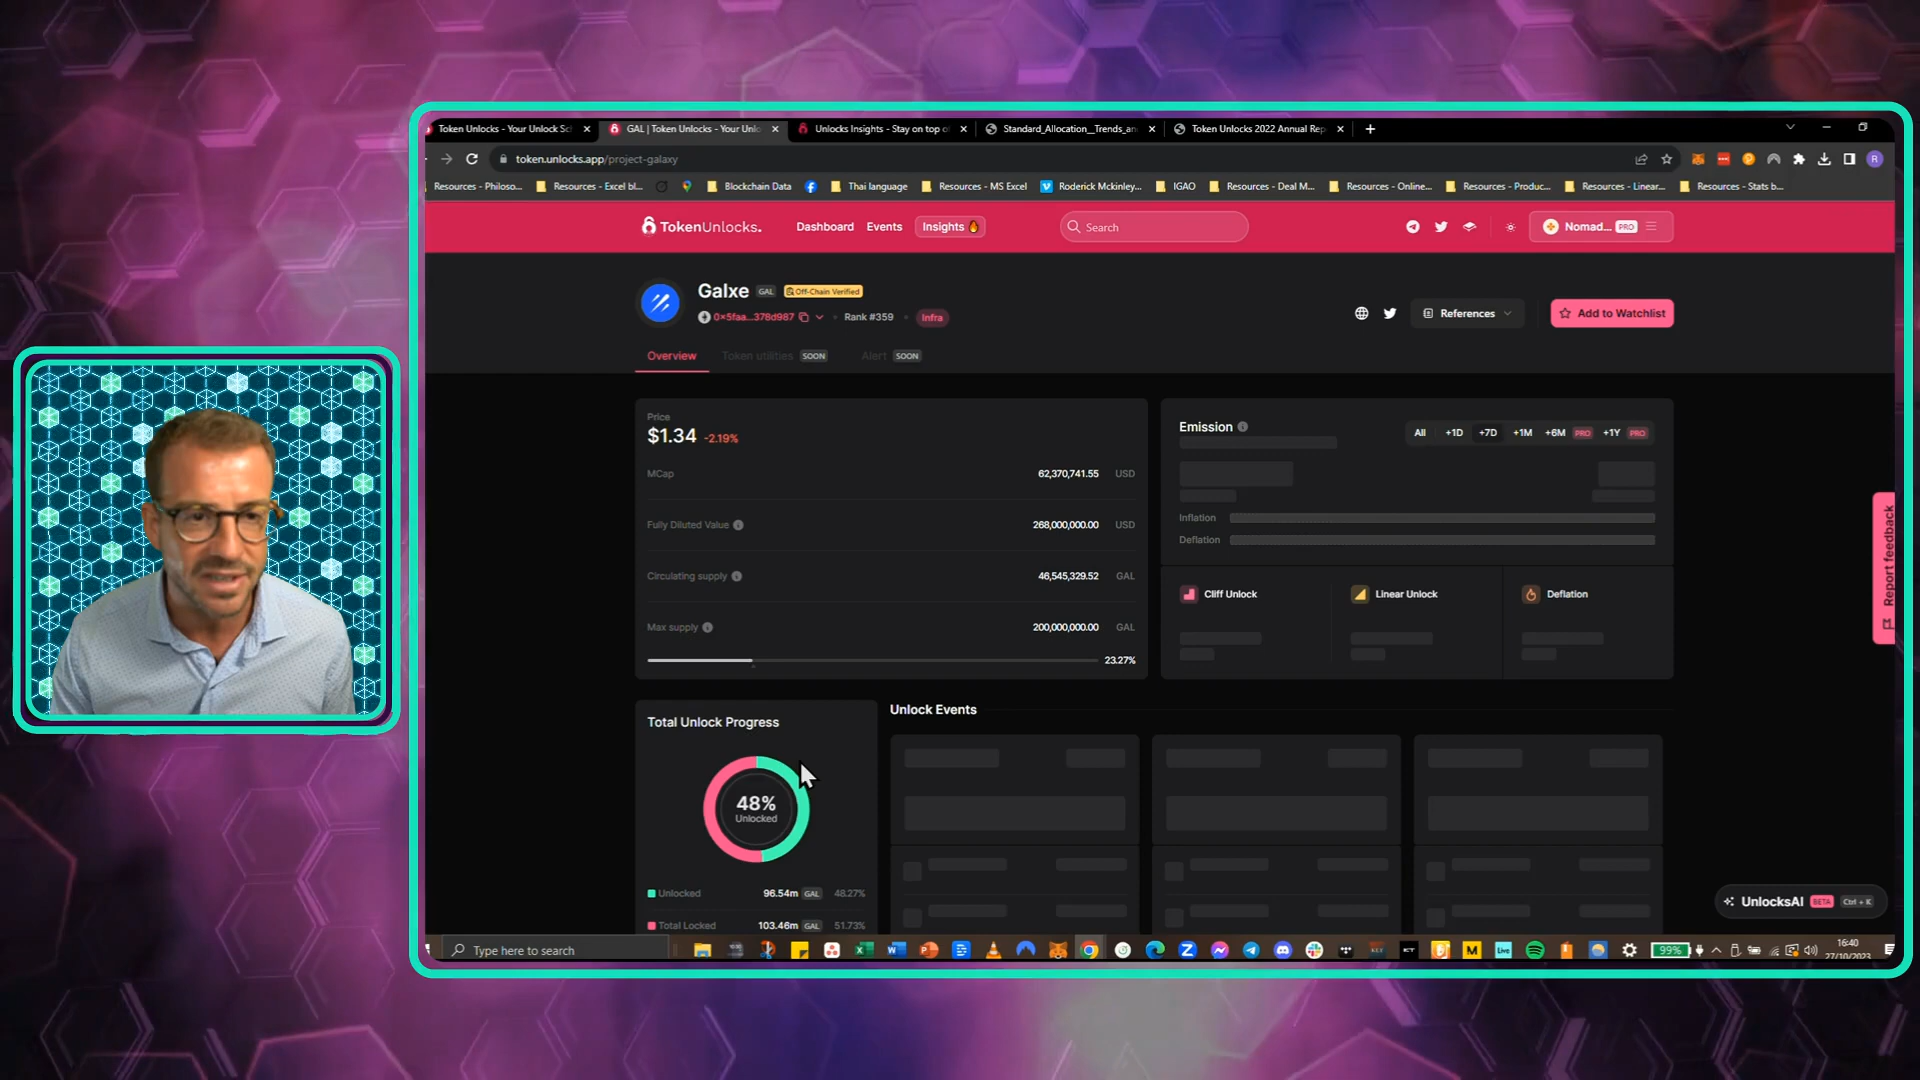 Token Unlocks - Your Unlock Sc
GAL | Token Unlocks - Your Unlo
Unlocks Insights - Stay on top o
Standard_Allocation_Trends_an
Token Unlocks 2022 Annual Rep
token.unlocks.app/project-galaxy
Resources - Philoso...
Resources - Excel bl...
Blockchain Data
Thai language
Resources - MS Excel
Roderick Mckinley...
IGAO
Resources - Deal M...
Resources - Online...
Resources - Produc...
Resources - Linear...
Resources - Stats b...
TokenUnlocks.
Dashboard
Events
Insights
Search
Nomad... PRO
Galxe GAL Off-Chain Verified
0x5faa...378d987 Rank #359 Infra
References
Add to Watchlist
Overview
Token utilities SOON
Alert SOON
Price
$1.34 -2.19%
MCap 62,370,741.55 USD
Fully Diluted Value 268,000,000.00 USD
Circulating supply 46,545,329.52 GAL
Max supply 200,000,000.00 GAL
23.27%
Emission
All +1D +7D +1M +6M PRO +1Y PRO
Inflation
Deflation
Cliff Unlock
Linear Unlock
Deflation
Report feedback
Total Unlock Progress
48%
Unlocked
Unlocked 96.54m GAL 48.27%
Total Locked 103.46m GAL 51.73%
Unlock Events
UnlocksAI BETA Ctrl + K
Type here to search
99%
16:40
27/10/2023